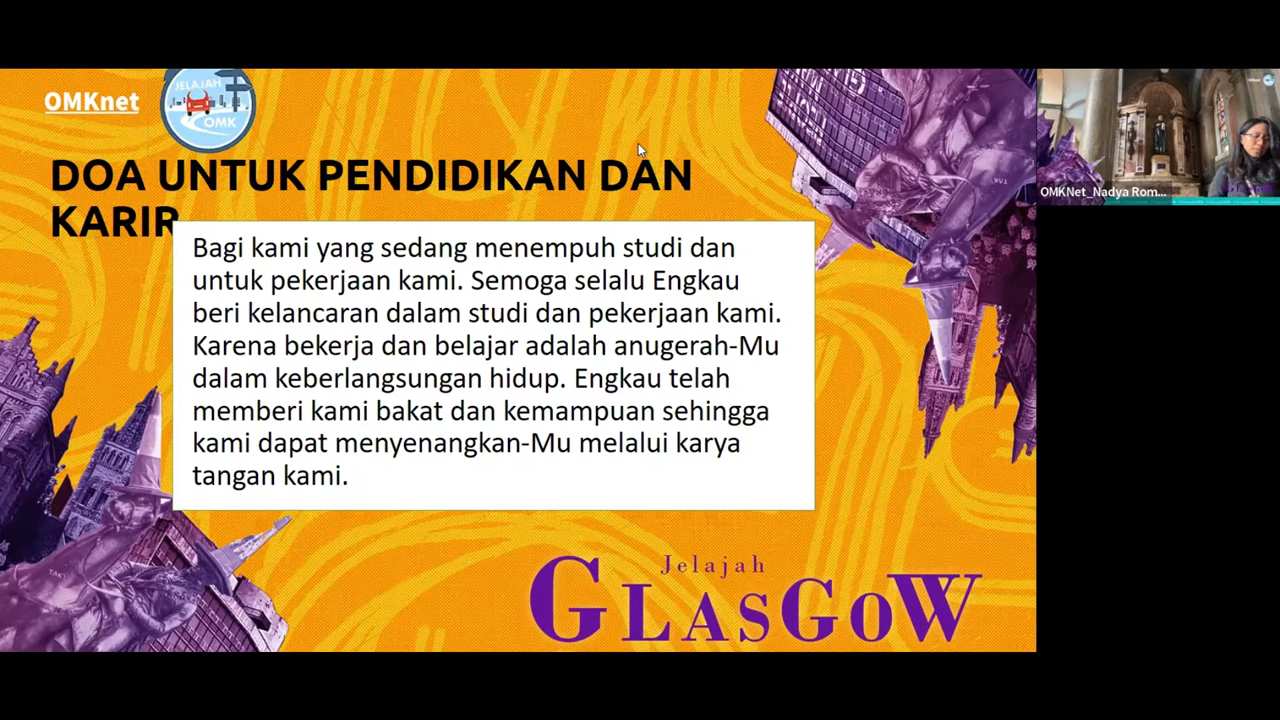 OMKnet
JELAJAH
OMK
DOA UNTUK PENDIDIKAN DAN
KARIR
Bagi kami yang sedang menempuh studi dan
untuk pekerjaan kami. Semoga selalu Engkau
beri kelancaran dalam studi dan pekerjaan kami.
Karena bekerja dan belajar adalah anugerah-Mu
dalam keberlangsungan hidup. Engkau telah
memberi kami bakat dan kemampuan sehingga
kami dapat menyenangkan-Mu melalui karya
tangan kami.
Jelajah
GLASGOW
OMKNet_Nadya Rom...